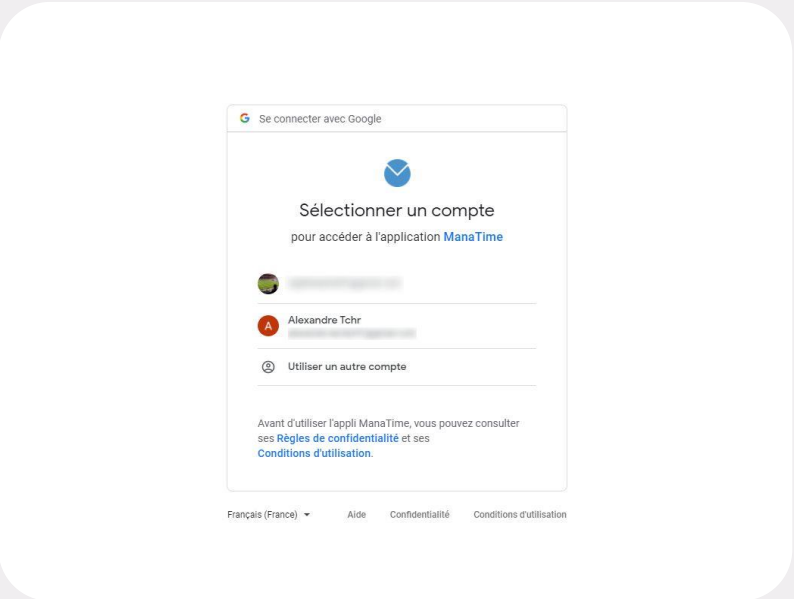 Se connecter avec Google
Sélectionner un compte
pour accéder à l'application ManaTime
Alexandre Tchr
A
Utiliser un autre compte
Avant d'utiliser l'appli ManaTime, vous pouvez consulter
ses Règles de confidentialité et ses
Conditions d'utilisation.
Français (France)
Aide
Confidentialité
Conditions d'utilisation